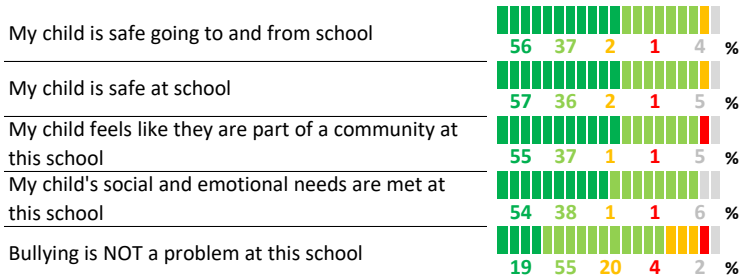 My child is safe going to and from school
56 37 2 1 4 %
My child is safe at school
57 36 2 1 5 %
My child feels like they are part of a community at
this school
55 37 1 1 5 %
My child's social and emotional needs are met at
this school
54 38 1 1 6 %
Bullying is NOT a problem at this school
19 55 20 4 2 %